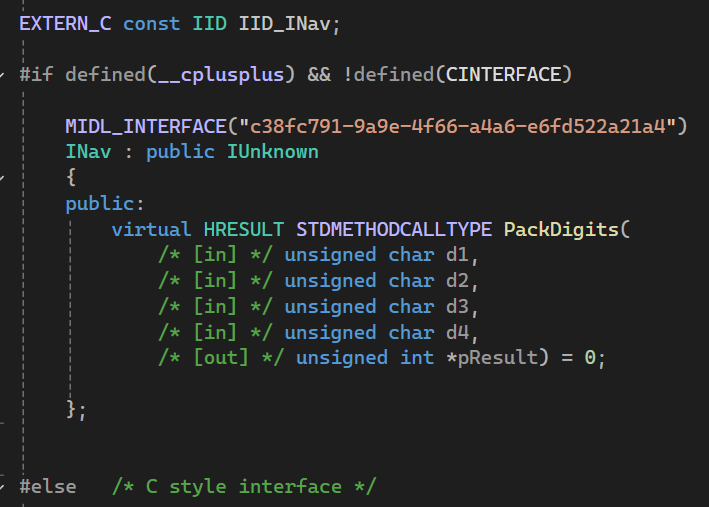 EXTERN_C const IID IID_INav;
#if defined(__cplusplus) && !defined(CINTERFACE)
MIDL_INTERFACE("c38fc791-9a9e-4f66-a4a6-e6fd522a21a4")
INav : public IUnknown
{
public:
virtual HRESULT STDMETHODCALLTYPE PackDigits(
/* [in] */ unsigned char d1,
/* [in] */ unsigned char d2,
/* [in] */ unsigned char d3,
/* [in] */ unsigned char d4,
/* [out] */ unsigned int *pResult) = 0;
};
#else /* C style interface */